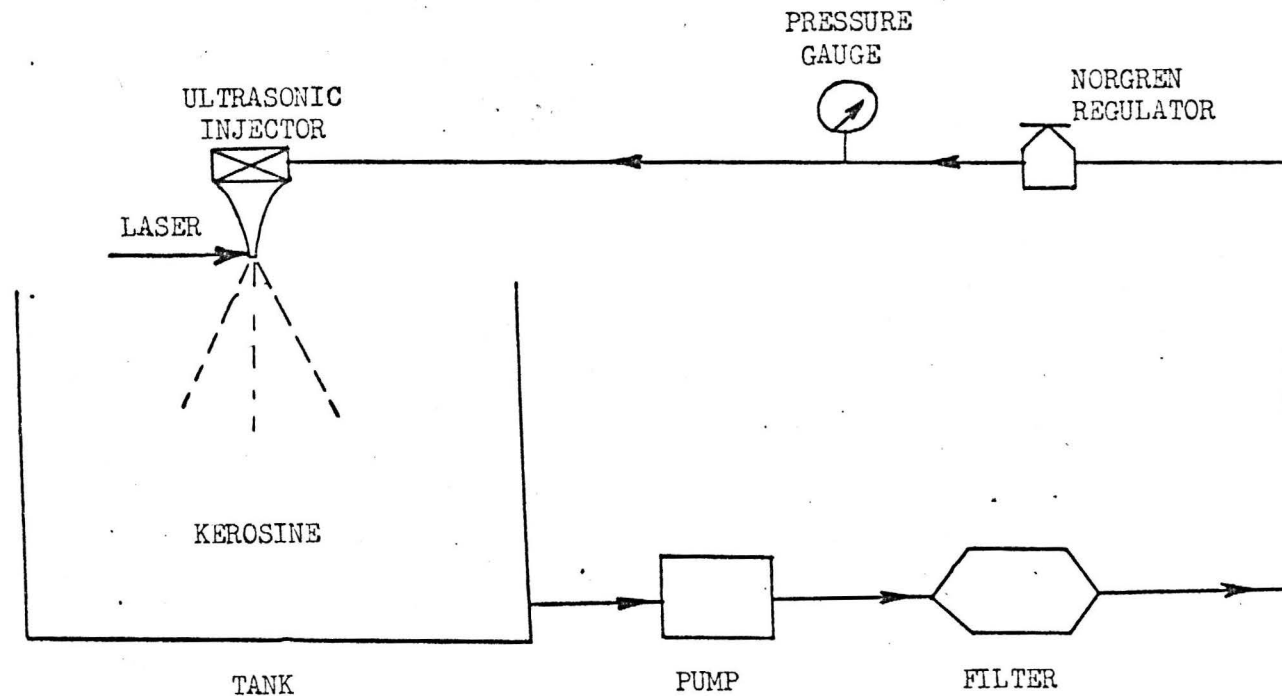 PRESSURE
GAUGE
NORGREN
REGULATOR
ULTRASONIC
INJECTOR
LASER
KEROSINE
TANK
PUMP
FILTER